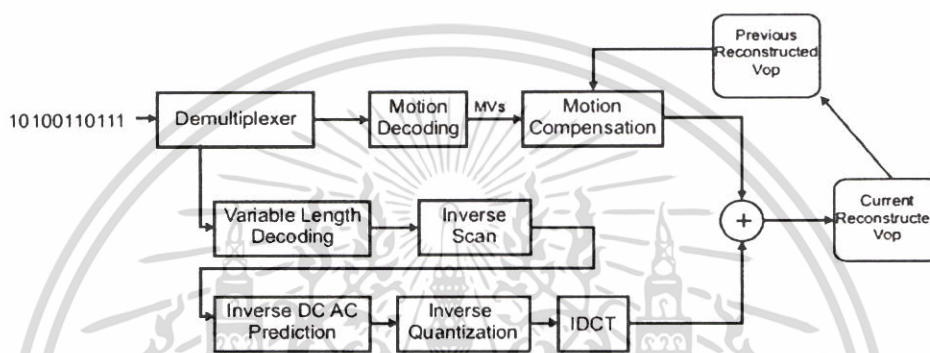 Previous
Reconstructed
Vop
10100110111
Demultiplexer
Motion
Decoding
MVs
Motion
Compensation
Variable Length
Decoding
Inverse
Scan
+
Current
Reconstructe
Vop
Inverse DC AC
Prediction
Inverse
Quantization
IDCT